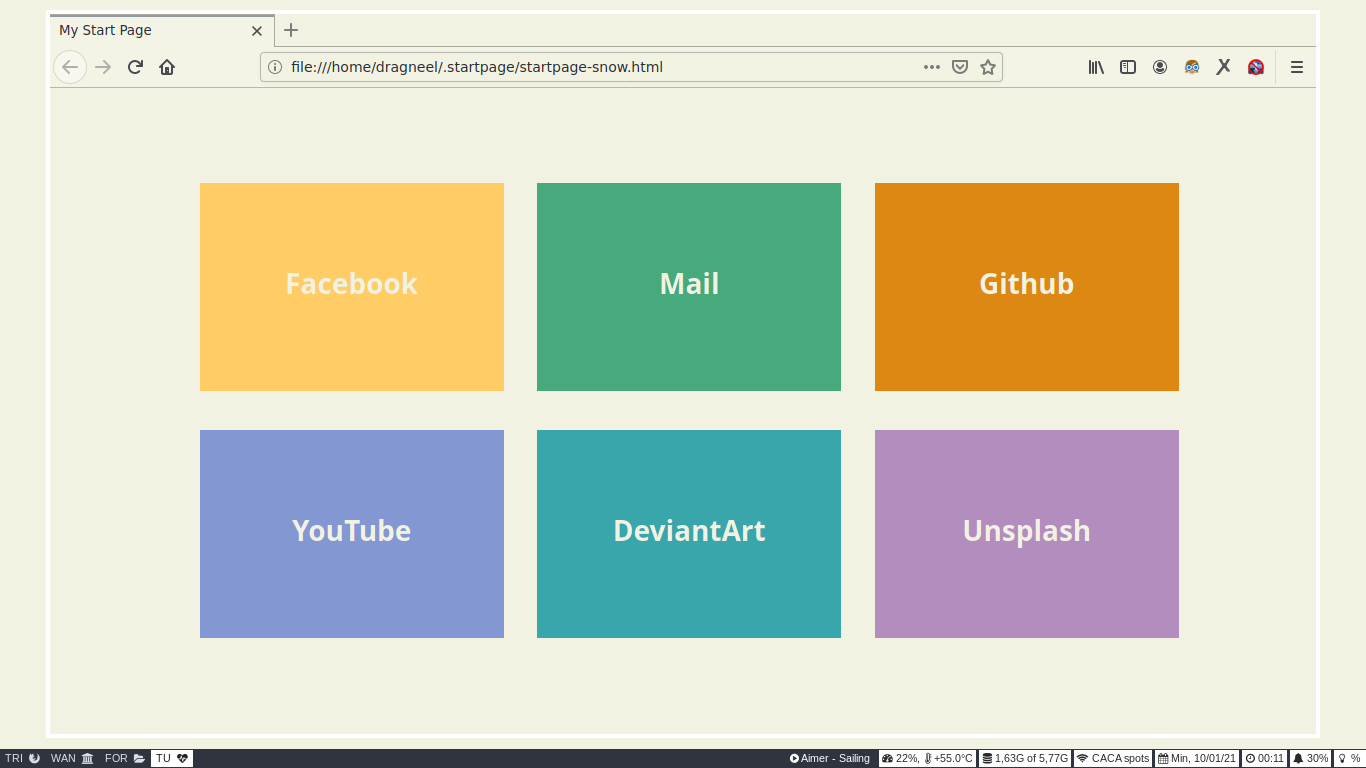 My Start Page
file:///home/dragneel/.startpage/startpage-snow.html
Facebook Mail Github
YouTube DeviantArt Unsplash
TRI WAN FOR TU Aimer - Sailing 22%, +55.0°C 1,63G of 5,77G CACA spots Min, 10/01/21 00:11 30% %